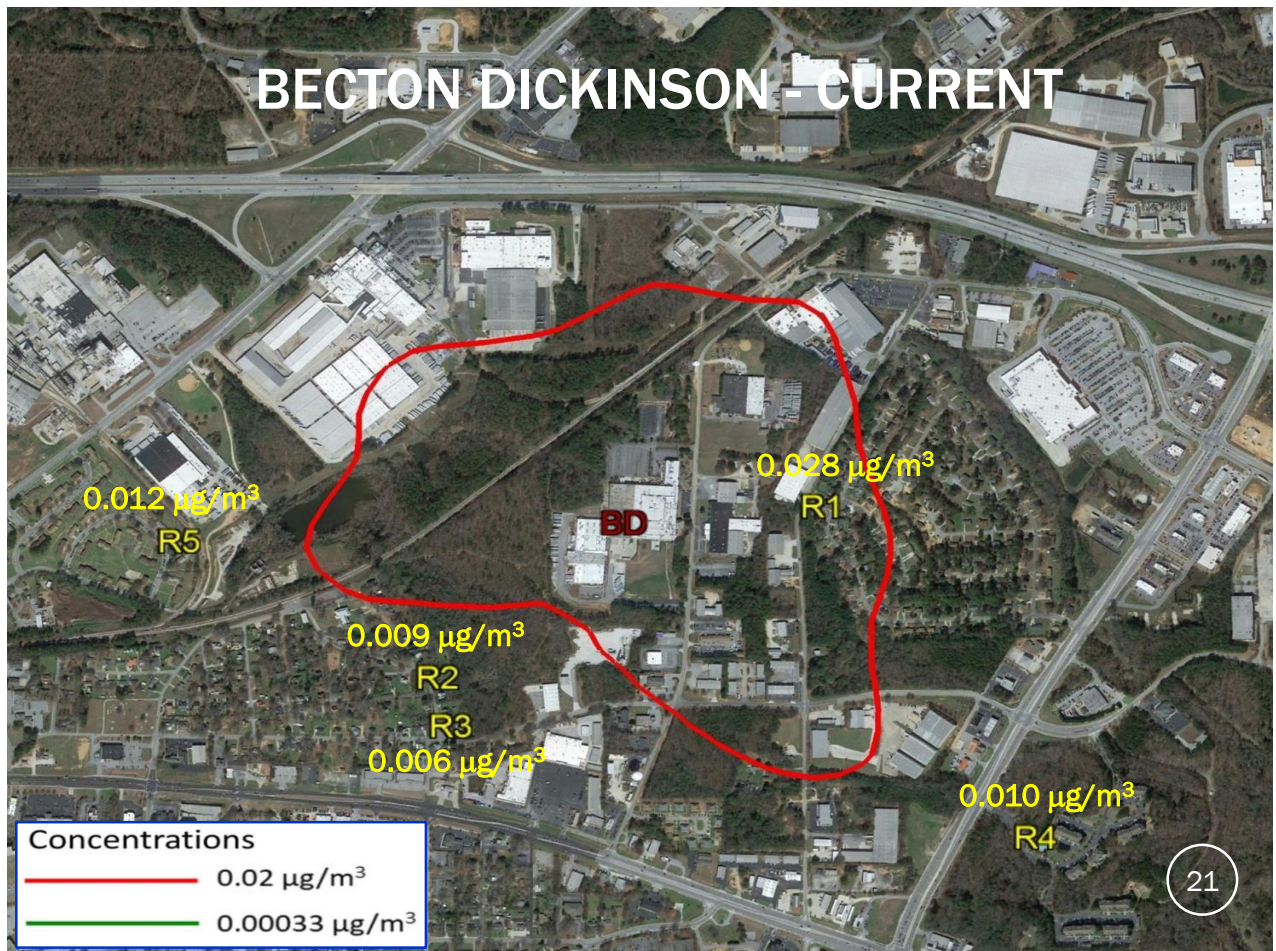 BECTON DICKINSON - CURRENT
0.028 µg/m³
R1
0.012 µg/m³
R5
BD
0.009 µg/m³
R2
R3
0.006 µg/m³
0.010 µg/m³
R4
Concentrations
0.02 µg/m³
0.00033 µg/m³
21